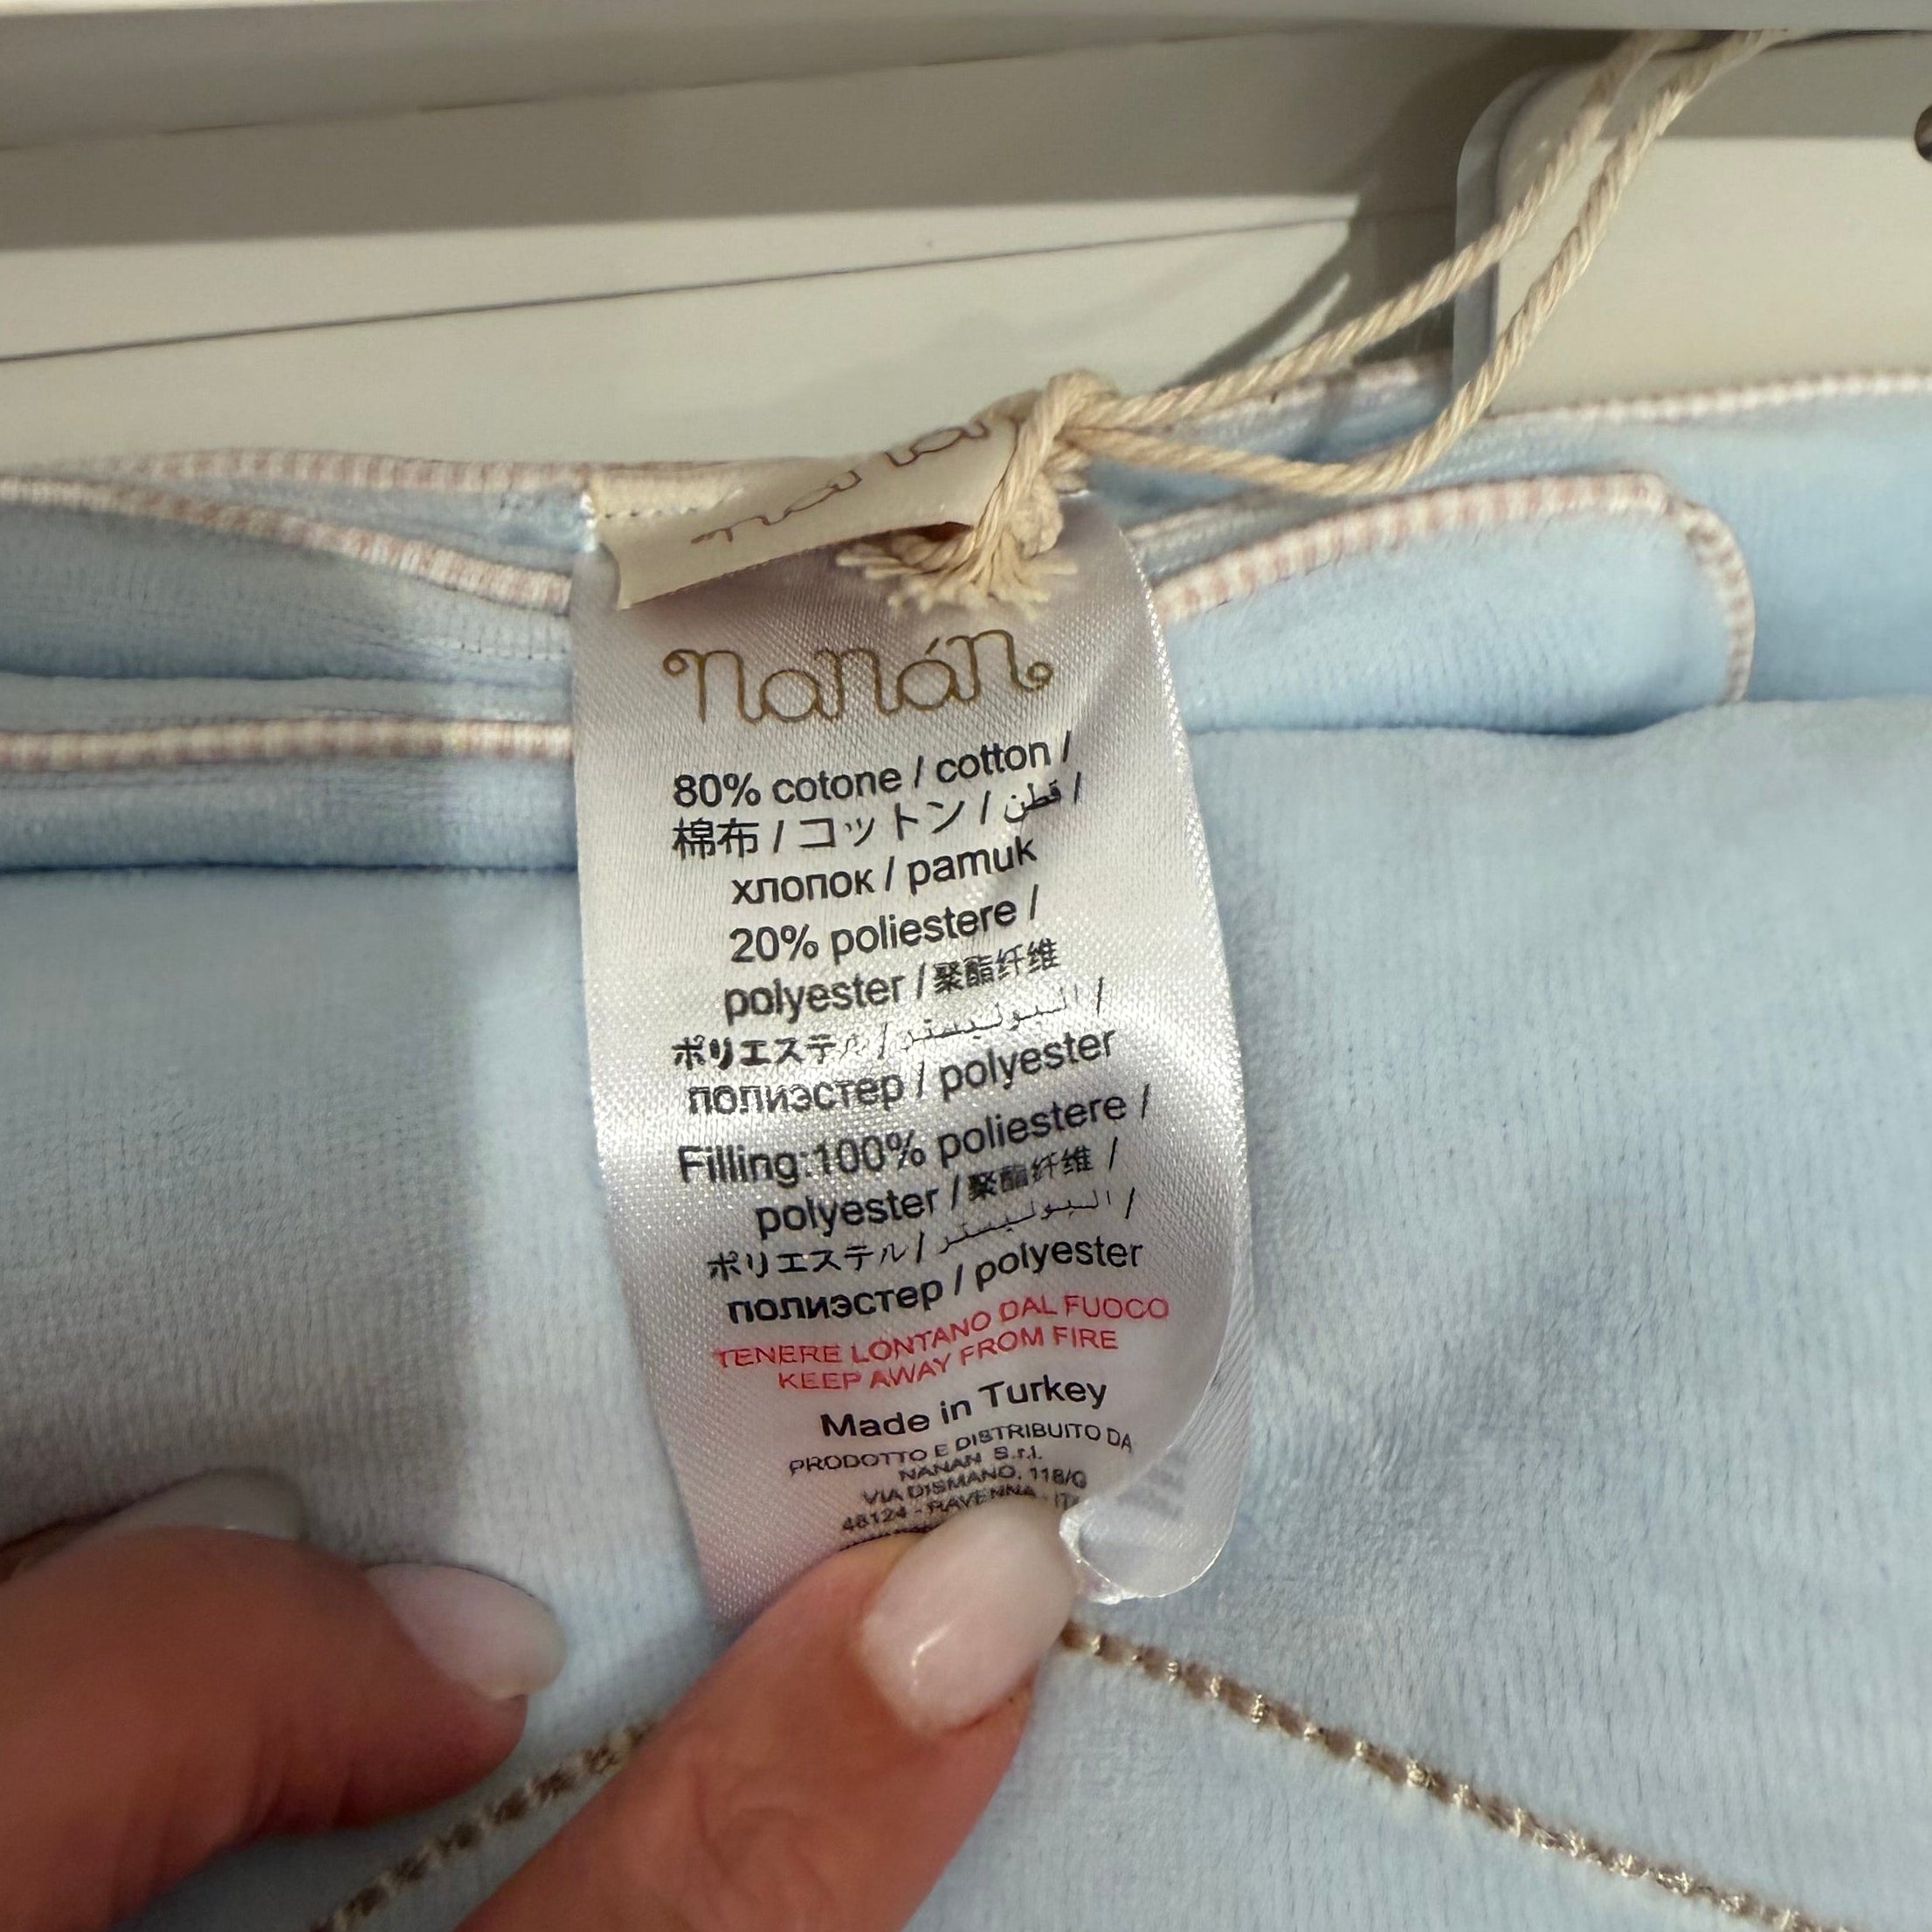 nanán
80% cotone / cotton /
棉布 / コットン / قطن /
хлопок / pamuk
20% poliestere /
polyester / 聚酯纤维
ポリエステル / البوليستر /
полиэстер / polyester
Filling:100% poliestere /
polyester / 聚酯纤维 /
ポリエステル / البوليستر /
полиэстер / polyester
TENERE LONTANO DAL FUOCO
KEEP AWAY FROM FIRE
Made in Turkey
PRODOTTO E DISTRIBUITO DA
NANAN S.r.l.
VIA DISMANO, 118/
48124 - RAVENNA -